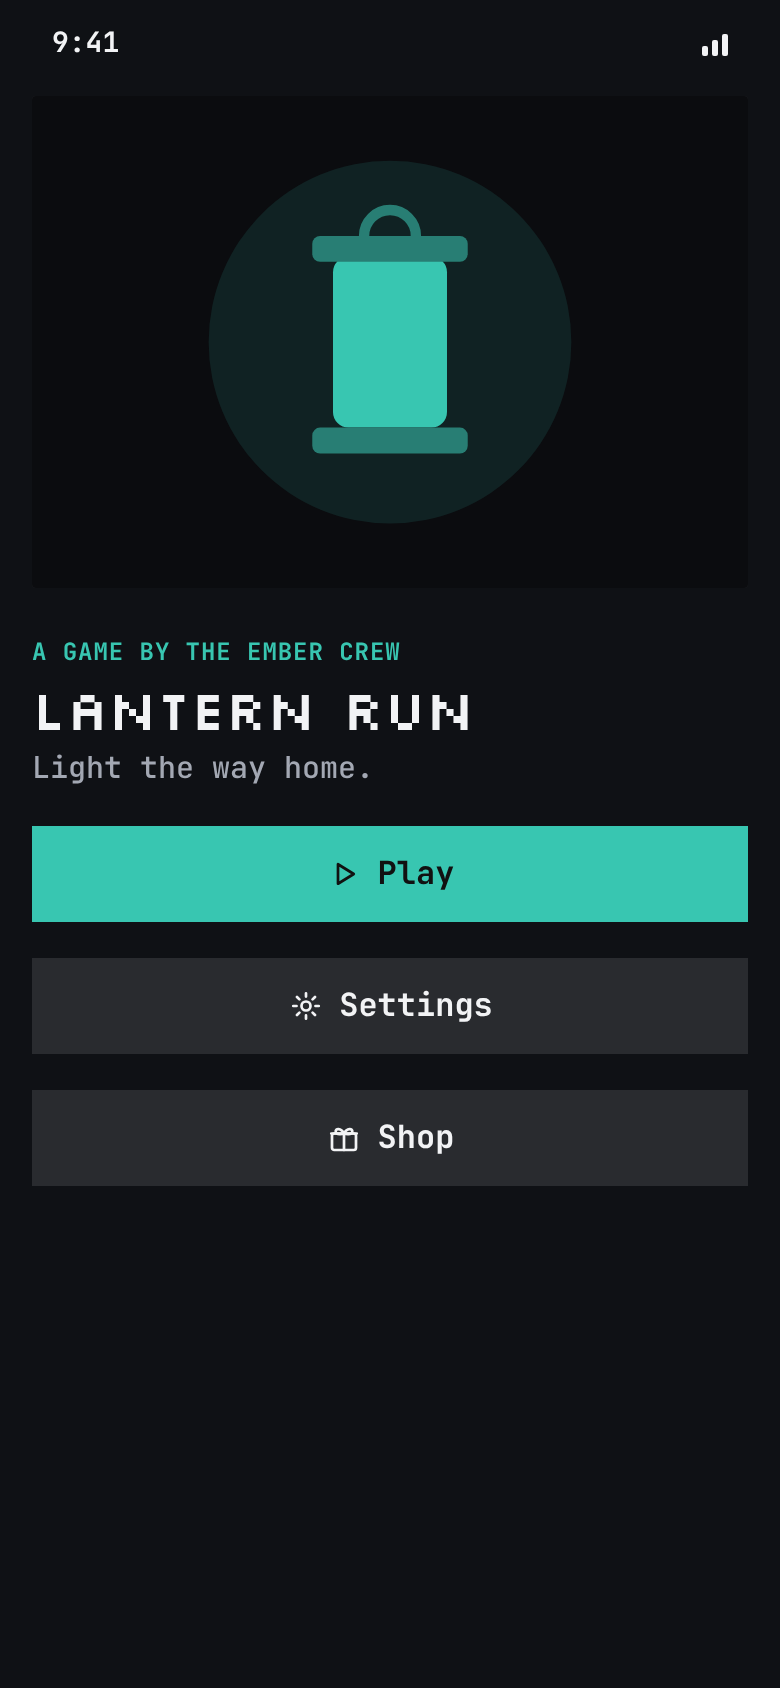 9:41
A GAME BY THE EMBER CREW
LANTERN RUN
Light the way home.
Play
Settings
Shop